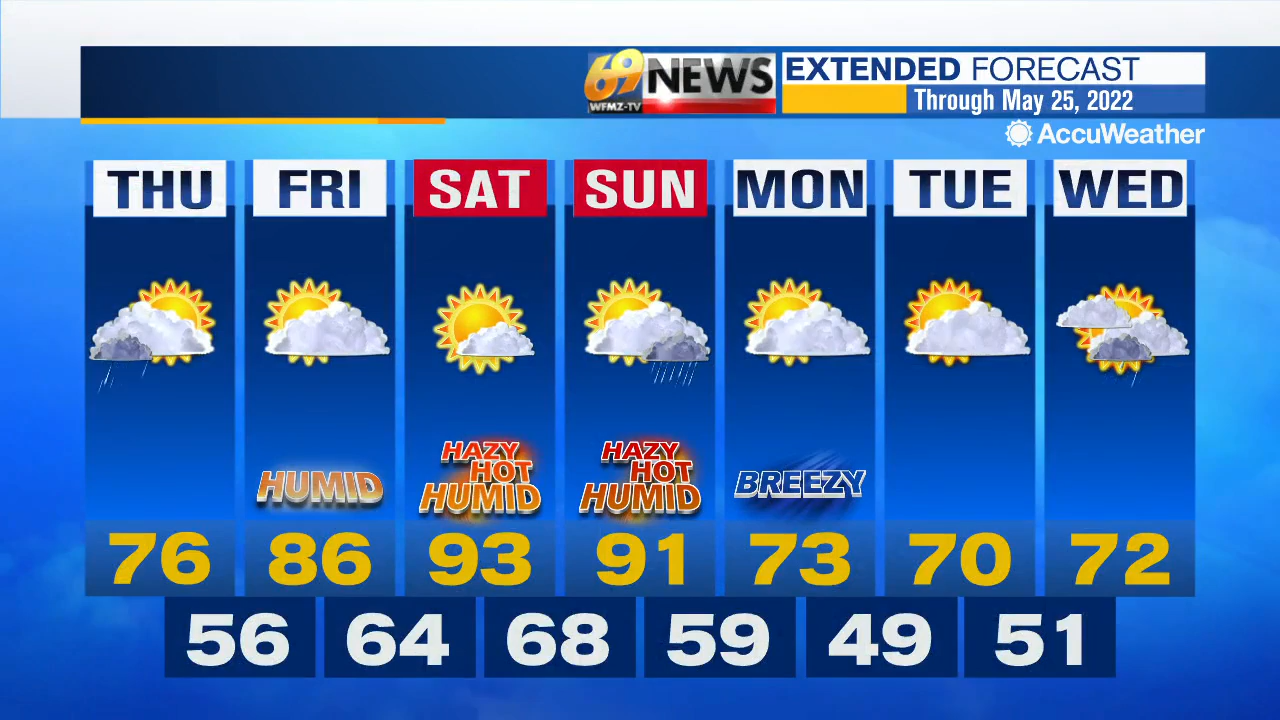 69 NEWS
WFMZ-TV
EXTENDED FORECAST
Through May 25, 2022
AccuWeather
THU FRI SAT SUN MON TUE WED
HUMID
HAZY
HOT
HUMID
HAZY
HOT
HUMID
BREEZY
76 86 93 91 73 70 72
56 64 68 59 49 51